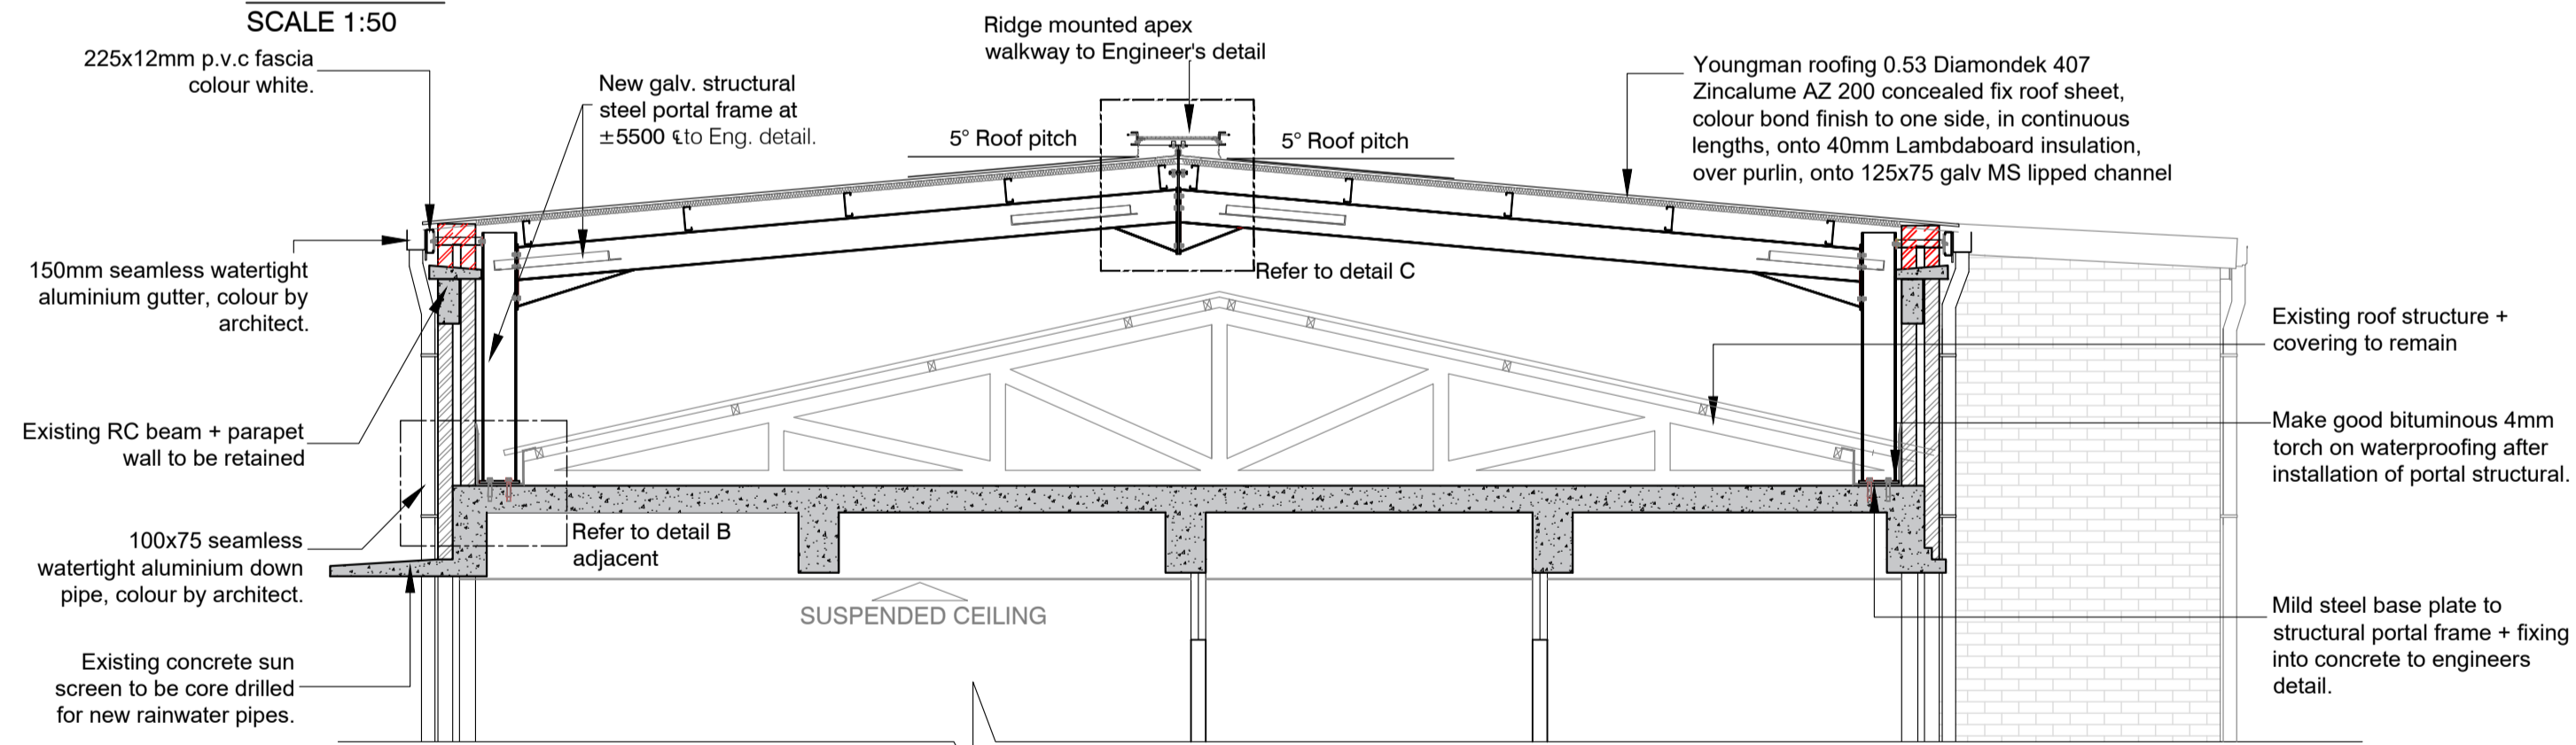 SCALE 1:50
225x12mm p.v.c fascia
colour white.
New galv. structural
steel portal frame at
±5500 ℄to Eng. detail.
Ridge mounted apex
walkway to Engineer's detail
5° Roof pitch
5° Roof pitch
Youngman roofing 0.53 Diamondek 407
Zincalume AZ 200 concealed fix roof sheet,
colour bond finish to one side, in continuous
lengths, onto 40mm Lambdaboard insulation,
over purlin, onto 125x75 galv MS lipped channel
150mm seamless watertight
aluminium gutter, colour by
architect.
Refer to detail C
Existing roof structure +
covering to remain
Existing RC beam + parapet
wall to be retained
Make good bituminous 4mm
torch on waterproofing after
installation of portal structural.
100x75 seamless
watertight aluminium down
pipe, colour by architect.
Refer to detail B
adjacent
SUSPENDED CEILING
Mild steel base plate to
structural portal frame + fixing
into concrete to engineers
detail.
Existing concrete sun
screen to be core drilled
for new rainwater pipes.